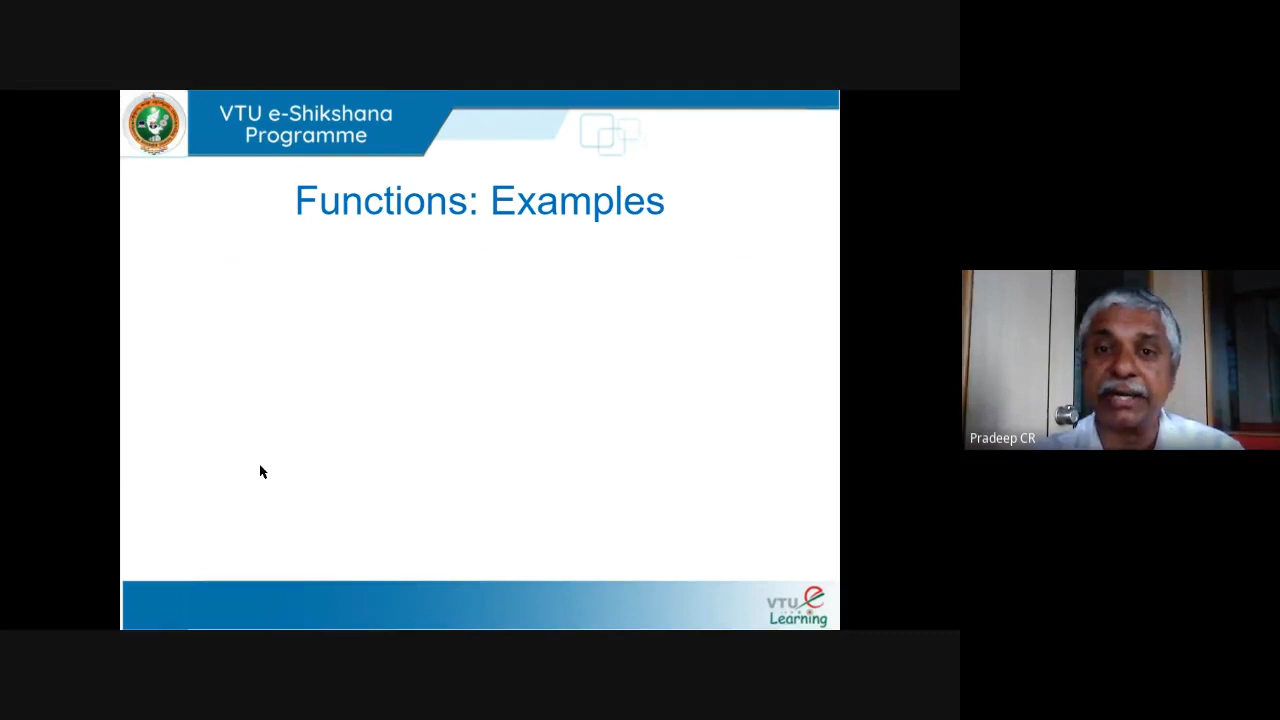 VTU e-Shikshana
Programme
Functions: Examples
Pradeep CR
VTU e
Learning